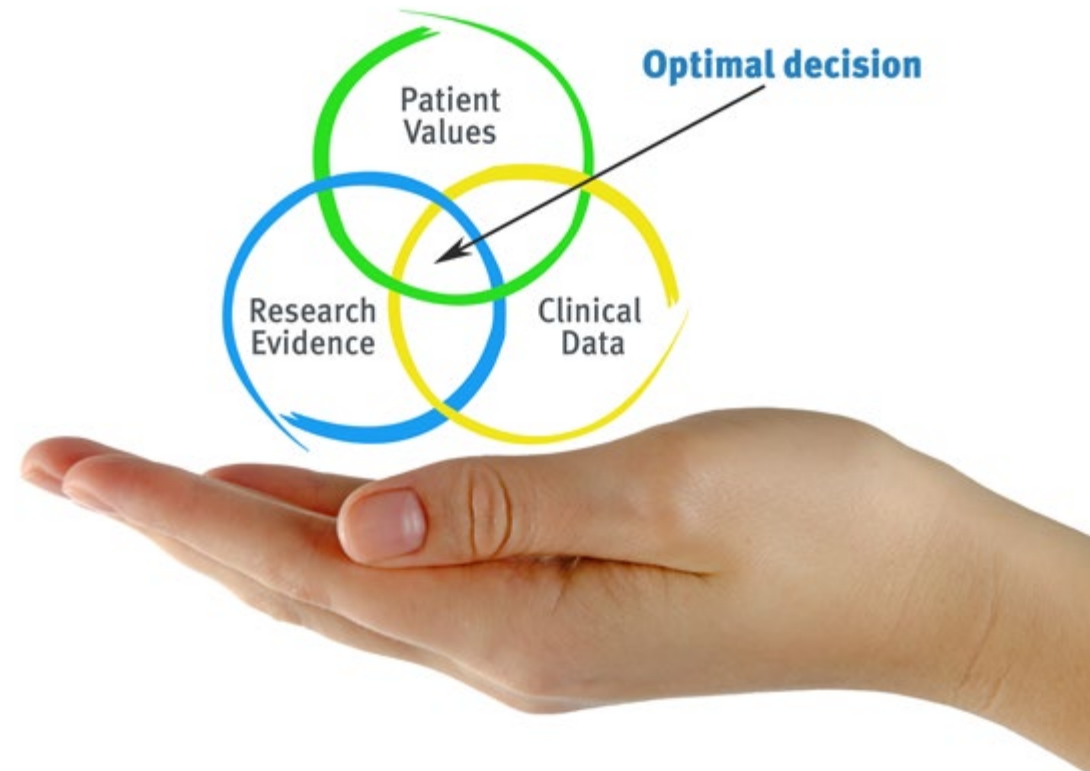 Optimal decision
Patient
Values
Research
Evidence
Clinical
Data